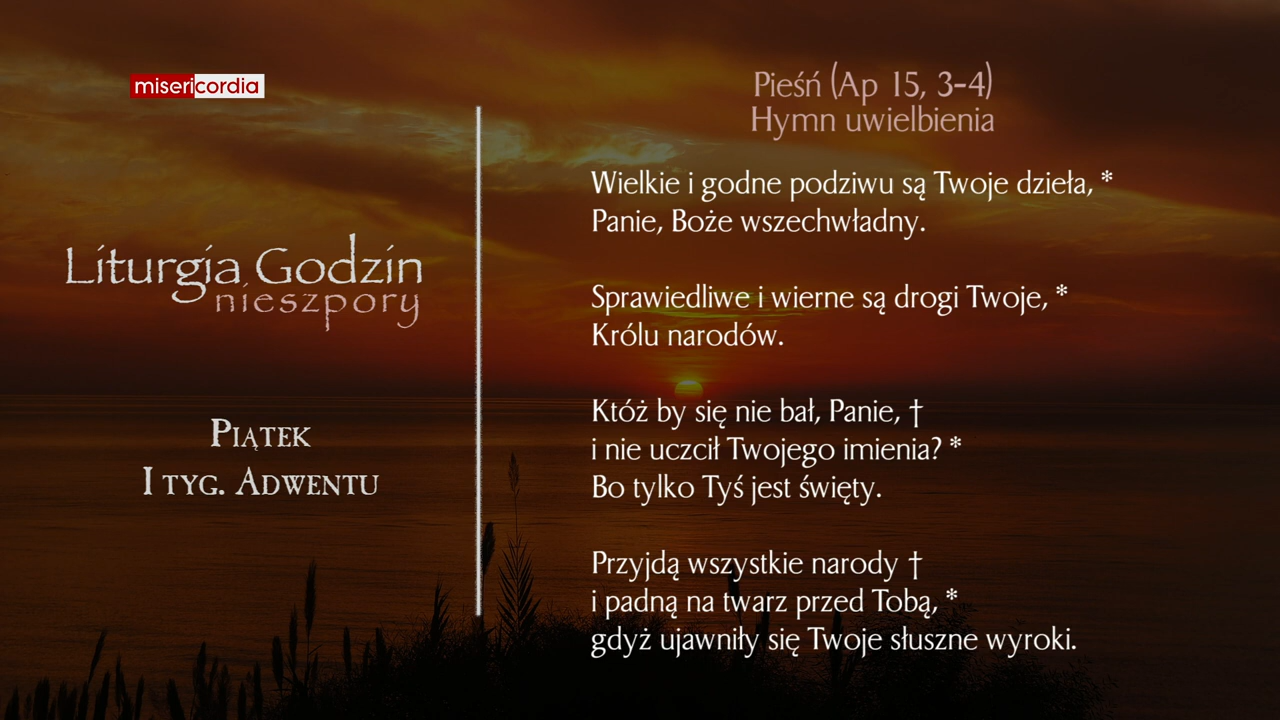 misericordia
Liturgia Godzin
nieszpory
Piątek
I tyg. Adwentu
Pieśń (Ap 15, 3-4)
Hymn uwielbienia
Wielkie i godne podziwu są Twoje dzieła, *
Panie, Boże wszechwładny.
Sprawiedliwe i wierne są drogi Twoje, *
Królu narodów.
Któż by się nie bał, Panie, †
i nie uczcił Twojego imienia? *
Bo tylko Tyś jest święty.
Przyjdą wszystkie narody †
i padną na twarz przed Tobą, *
gdyż ujawniły się Twoje słuszne wyroki.